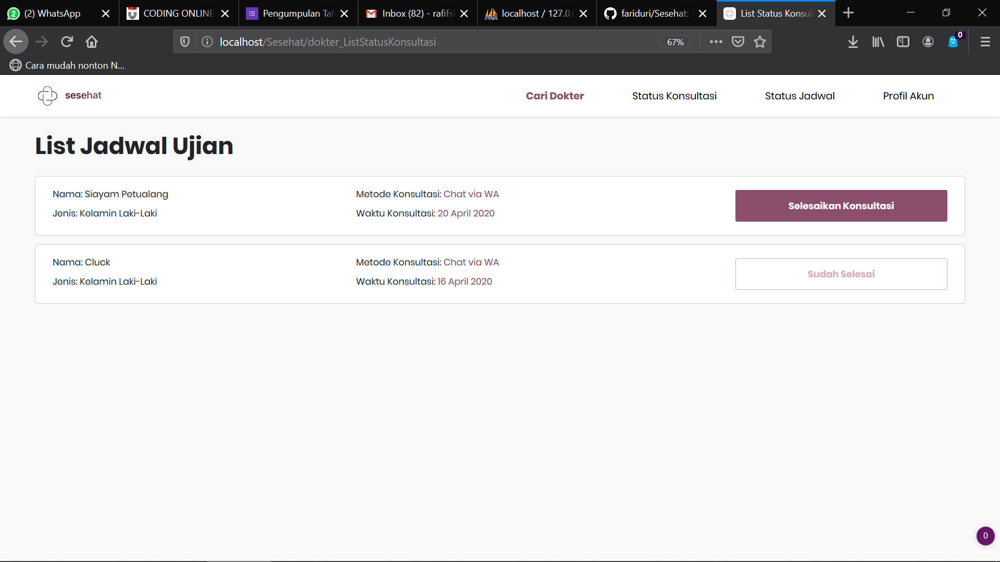 (2) WhatsApp
CODING ONLINE
Pengumpulan Tah
Inbox (82) - rafifsk
localhost / 127.0.0
fariduri/Sesehat: T
List Status Konsul
localhost/Sesehat/dokter_ListStatusKonsultasi
67%
0
Cara mudah nonton N...
sesehat
Cari Dokter
Status Konsultasi
Status Jadwal
Profil Akun
List Jadwal Ujian
Nama: Siayam Petualang
Metode Konsultasi: Chat via WA
Selesaikan Konsultasi
Jenis: Kelamin Laki-Laki
Waktu Konsultasi: 20 April 2020
Nama: Cluck
Metode Konsultasi: Chat via WA
Sudah Selesai
Jenis: Kelamin Laki-Laki
Waktu Konsultasi: 16 April 2020
0